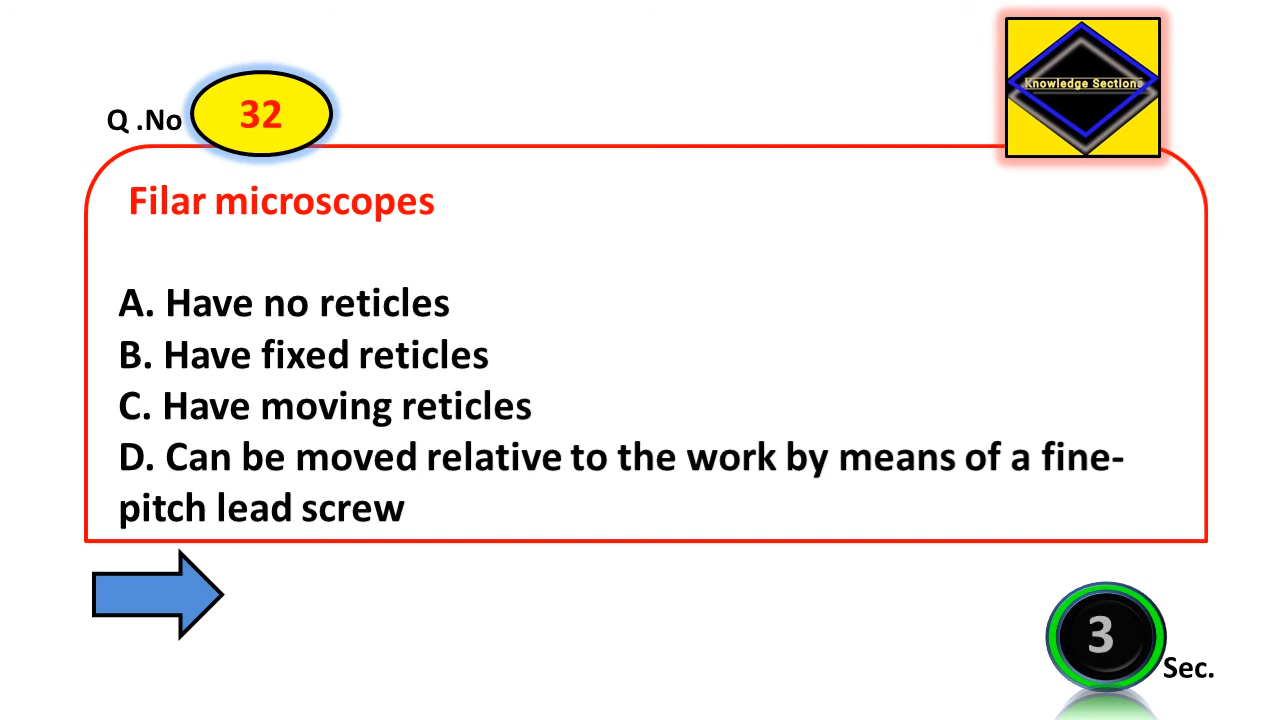 Knowledge Sections
Q .No 32
Filar microscopes
A. Have no reticles
B. Have fixed reticles
C. Have moving reticles
D. Can be moved relative to the work by means of a fine-
pitch lead screw
3
Sec.